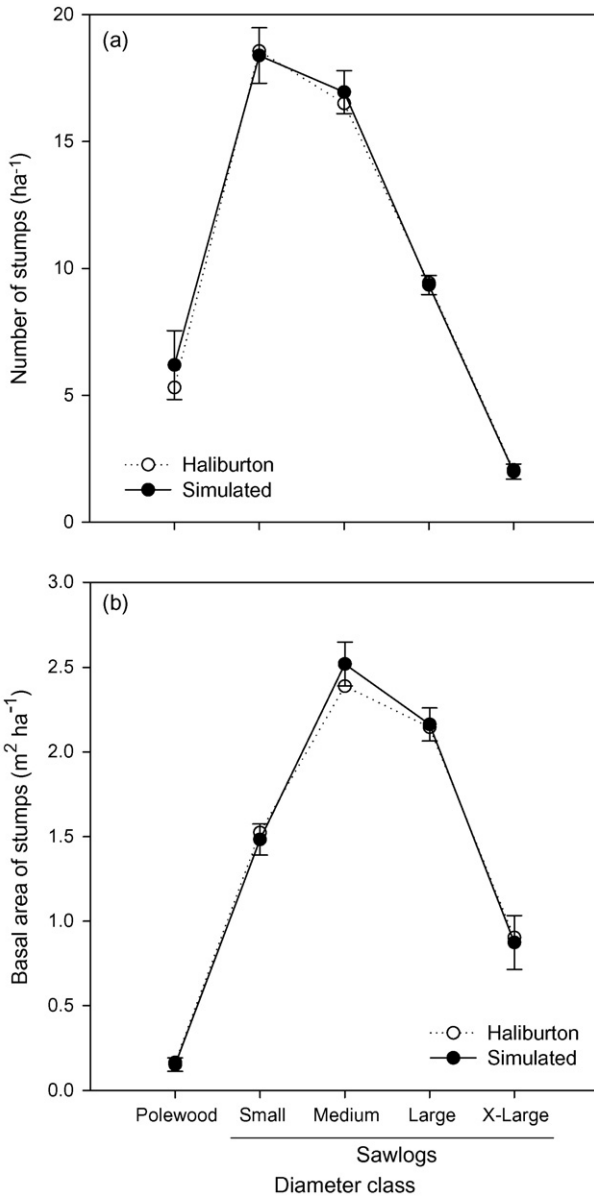 (a)
Number of stumps (ha⁻¹)
20
15
10
5
0
Haliburton
Simulated
(b)
Basal area of stumps (m² ha⁻¹)
3.0
2.5
2.0
1.5
1.0
0.5
0.0
Haliburton
Simulated
Polewood Small Medium Large X-Large
Sawlogs
Diameter class